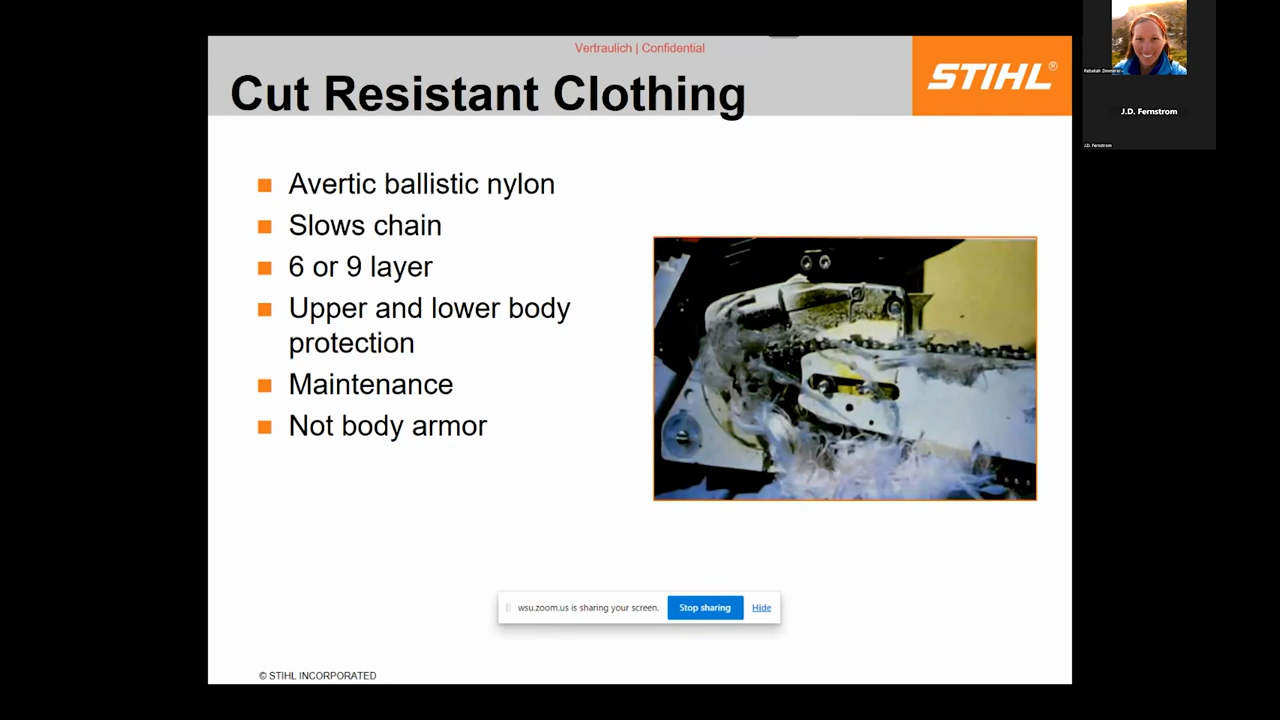 Vertraulich | Confidential
Cut Resistant Clothing
STIHL®
Avertic ballistic nylon
Slows chain
6 or 9 layer
Upper and lower body
protection
Maintenance
Not body armor
wsu.zoom.us is sharing your screen.
Stop sharing
Hide
© STIHL INCORPORATED
Rebekah Zimmerer
J.D. Fernstrom
J.D. Fernstrom